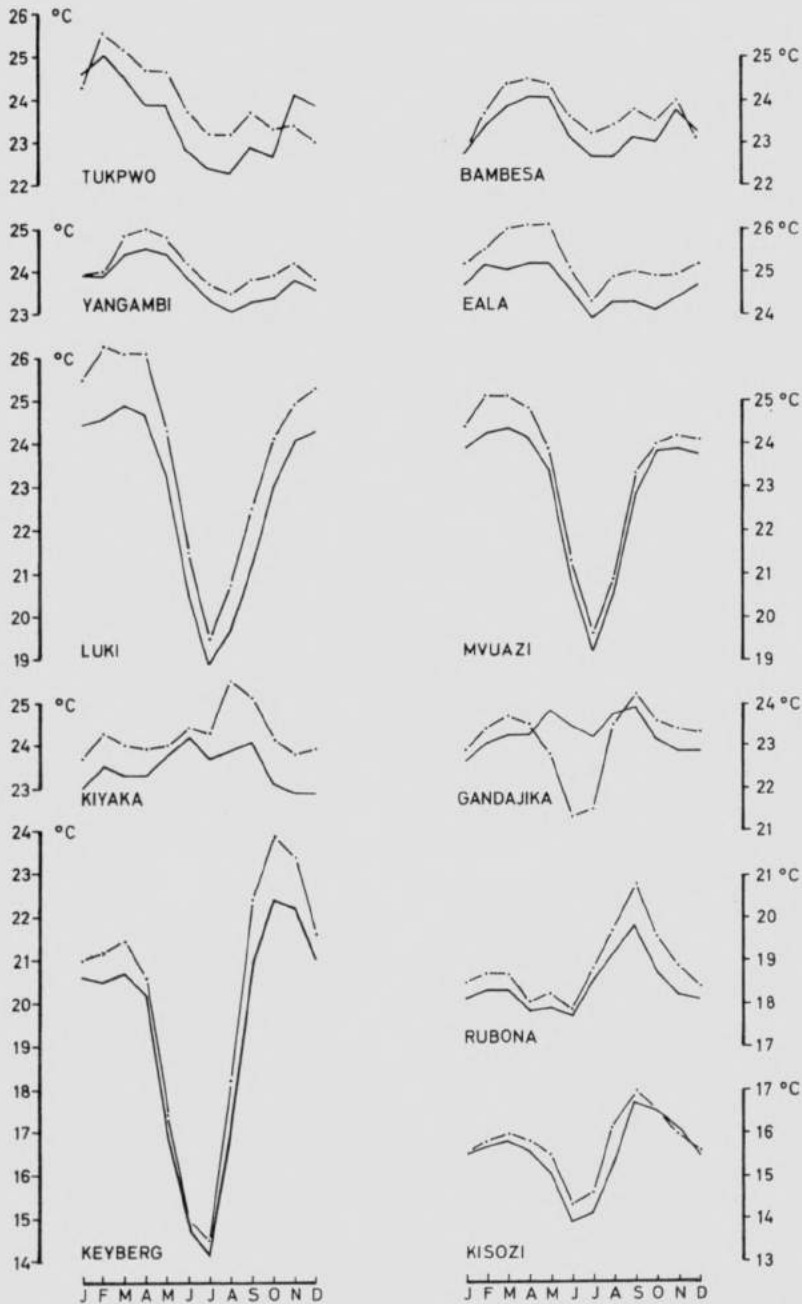 °C
26
25
24
23
22
TUKPWO
25 °C
24
23
22
BAMBESA
°C
25
24
23
YANGAMBI
26 °C
25
24
EALA
°C
26
25
24
23
22
21
20
19
LUKI
25 °C
24
23
22
21
20
19
MVUAZI
°C
25
24
23
KIYAKA
24 °C
23
22
21
GANDAJIKA
°C
24
23
22
21
20
19
18
17
16
15
14
KEYBERG
21 °C
20
19
18
17
RUBONA
17 °C
16
15
14
13
KISOZI
J F M A M J J A S O N D
J F M A M J J A S O N D